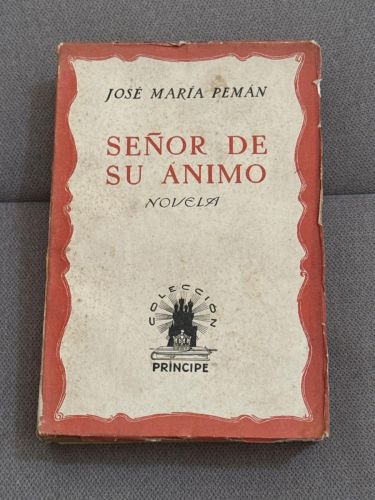 JOSÉ MARÍA PEMÁN
SEÑOR DE
SU ÁNIMO
NOVELA
COLECCIÓN
PRÍNCIPE